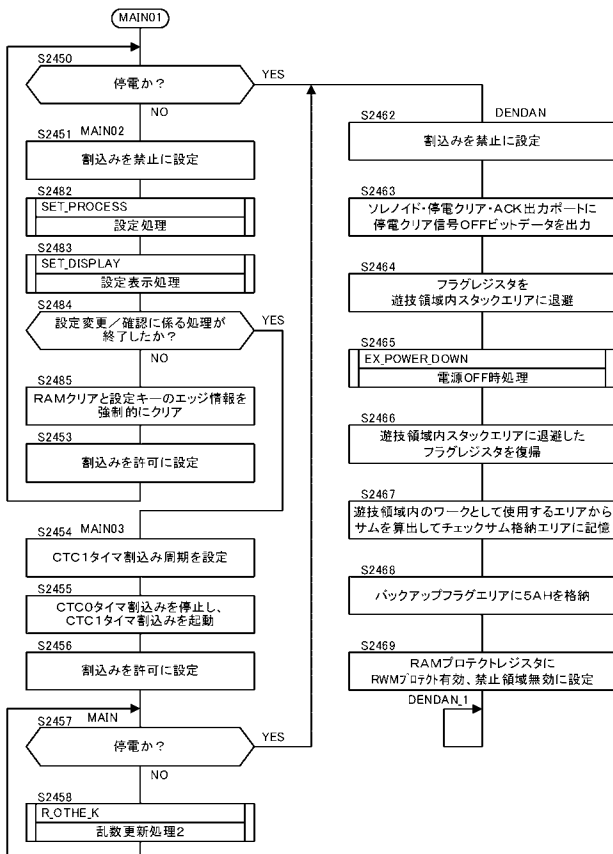 MAIN01
S2450
停電か？
YES
NO
S2451 MAIN02
割込みを禁止に設定
S2482
SET_PROCESS
設定処理
S2483
SET_DISPLAY
設定表示処理
S2484
設定変更／確認に係る処理が
終了したか？
YES
NO
S2485
RAMクリアと設定キーのエッジ情報を
強制的にクリア
S2453
割込みを許可に設定
S2454 MAIN03
CTC1タイマ割込み周期を設定
S2455
CTC0タイマ割込みを停止し、
CTC1タイマ割込みを起動
S2456
割込みを許可に設定
S2457 MAIN
停電か？
YES
NO
S2458
R_OTHE_K
乱数更新処理2
DENDAN
S2462
割込みを禁止に設定
S2463
ソレノイド・停電クリア・ACK出力ポートに
停電クリア信号OFFビットデータを出力
S2464
フラグレジスタを
遊技領域内スタックエリアに退避
S2465
EX_POWER_DOWN
電源OFF時処理
S2466
遊技領域内スタックエリアに退避した
フラグレジスタを復帰
S2467
遊技領域内のワークとして使用するエリアから
サムを算出してチェックサム格納エリアに記憶
S2468
バックアップフラグエリアに5AHを格納
S2469
RAMプロテクトレジスタに
RWMプロテクト有効、禁止領域無効に設定
DENDAN_1